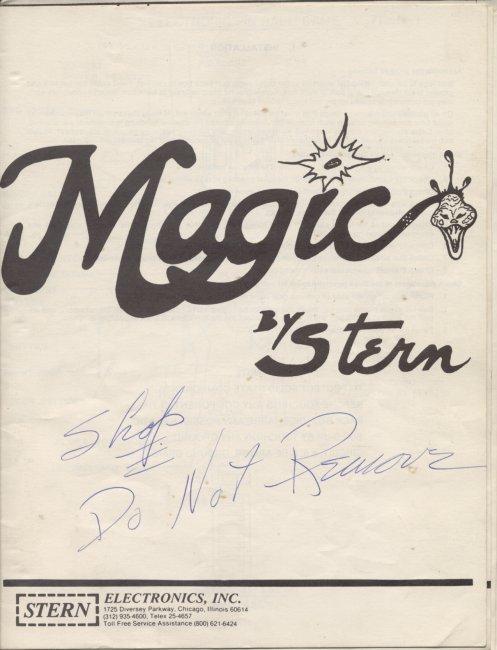 Magic
BY Stern
Shop
Do Not Remove
STERN
ELECTRONICS, INC.
1725 Diversey Parkway, Chicago, Illinois 60614
(312) 935-4600, Telex 25-4657
Toll Free Service Assistance (800) 621-6424